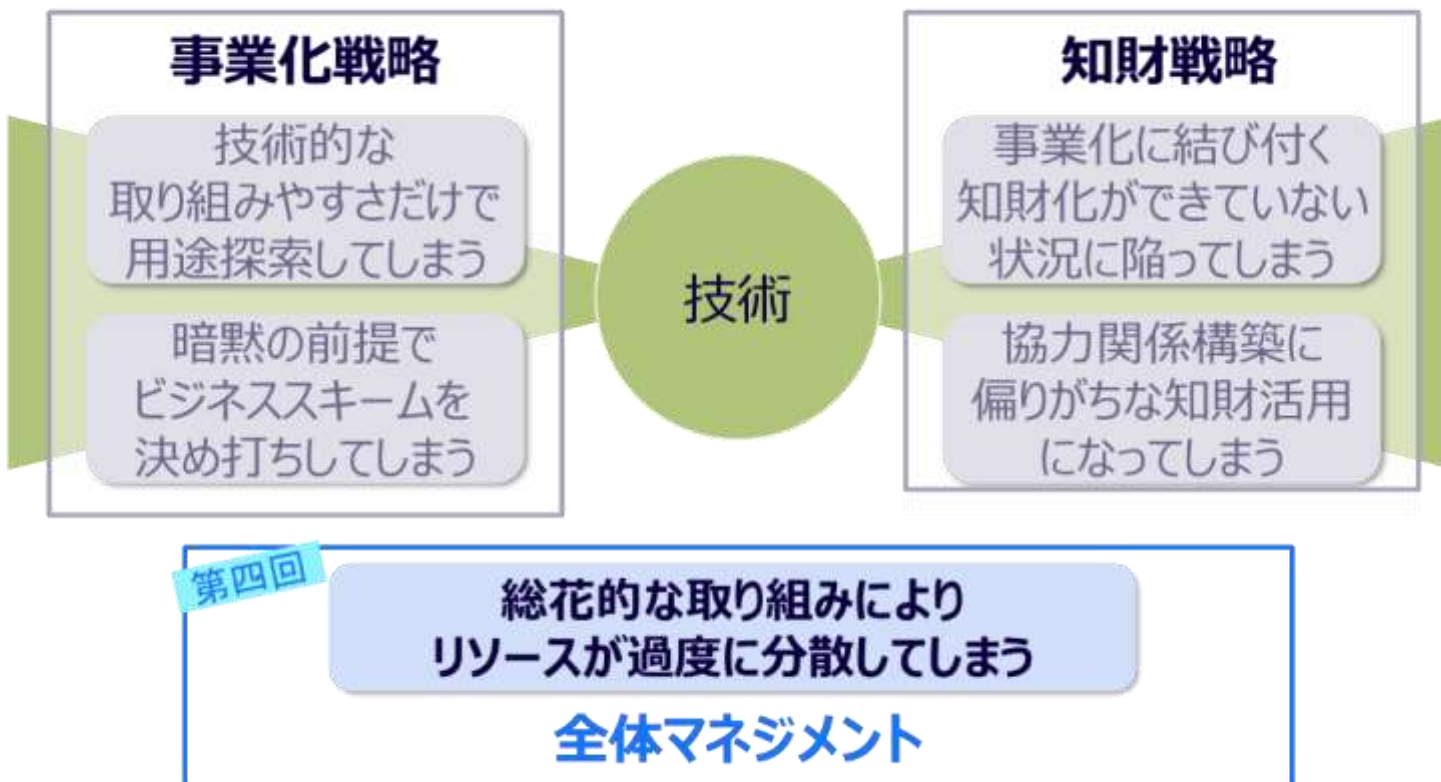 事業化戦略
技術的な
取り組みやすさだけで
用途探索してしまう
暗黙の前提で
ビジネススキームを
決め打ちしてしまう
技術
知財戦略
事業化に結び付く
知財化ができていない
状況に陥ってしまう
協力関係構築に
偏りがちな知財活用
になってしまう
第四回
総花的な取り組みにより
リソースが過度に分散してしまう
全体マネジメント